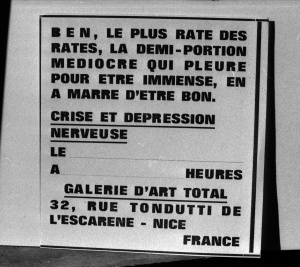 BEN, LE PLUS RATE DES
RATES, LA DEMI-PORTION
MEDIOCRE QUI PLEURE
POUR ETRE IMMENSE, EN
A MARRE D'ETRE BON.
CRISE ET DEPRESSION
NERVEUSE
LE
A HEURES
GALERIE D'ART TOTAL
32, RUE TONDUTTI DE
L'ESCARENE - NICE
FRANCE